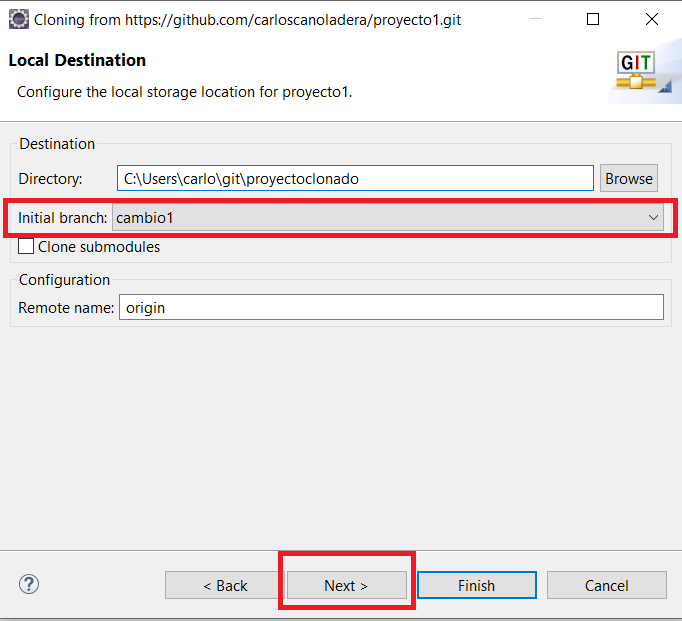 Cloning from https://github.com/carloscanoladera/proyecto1.git
Local Destination
GIT
Configure the local storage location for proyecto1.
Destination
Directory: C:\Users\carlo\git\proyectoclonado Browse
Initial branch: cambio1
Clone submodules
Configuration
Remote name: origin
? < Back Next > Finish Cancel